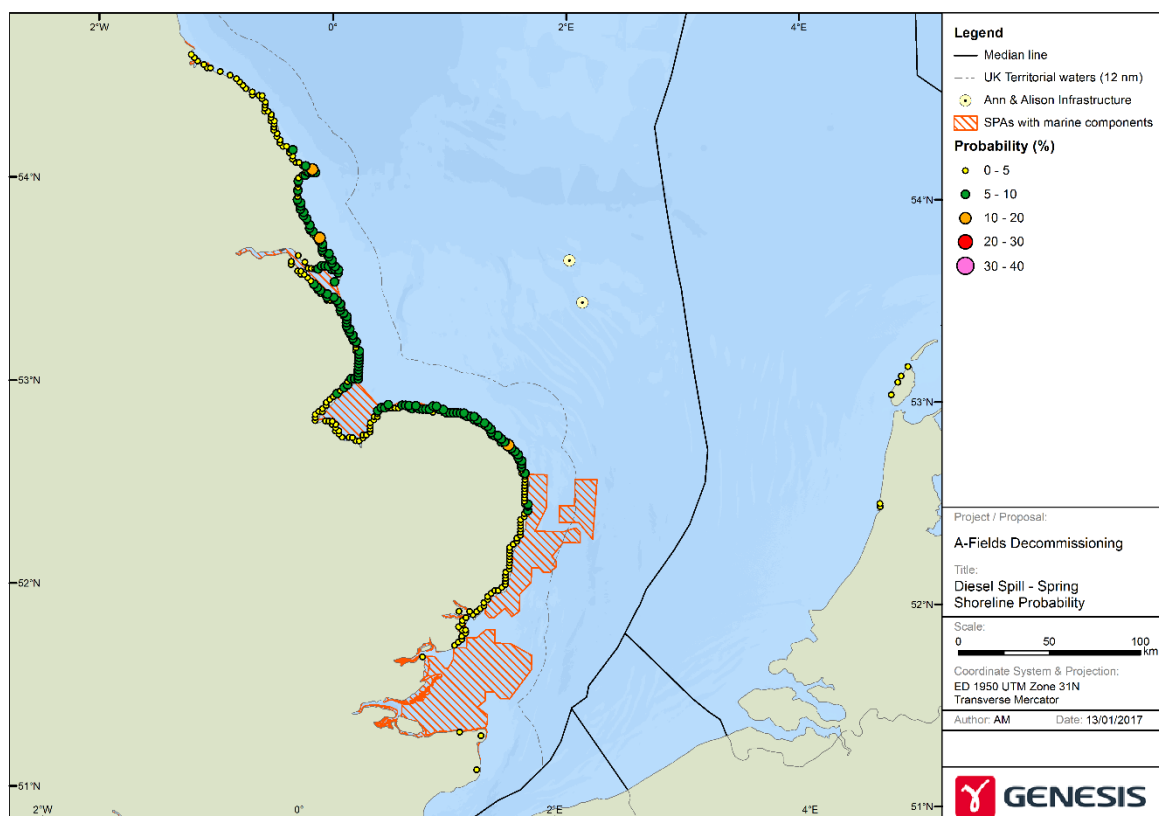 2°W
0°
2°E
4°E
54°N
54°N
53°N
53°N
52°N
52°N
51°N
51°N
2°W
0°
2°E
4°E
Legend
Median line
UK Territorial waters (12 nm)
Ann & Alison Infrastructure
SPAs with marine components
Probability (%)
0 - 5
5 - 10
10 - 20
20 - 30
30 - 40
Project / Proposal:
A-Fields Decommissioning
Title:
Diesel Spill - Spring
Shoreline Probability
Scale:
0 50 100
km
Coordinate System & Projection:
ED 1950 UTM Zone 31N
Transverse Mercator
Author: AM Date: 13/01/2017
GENESIS